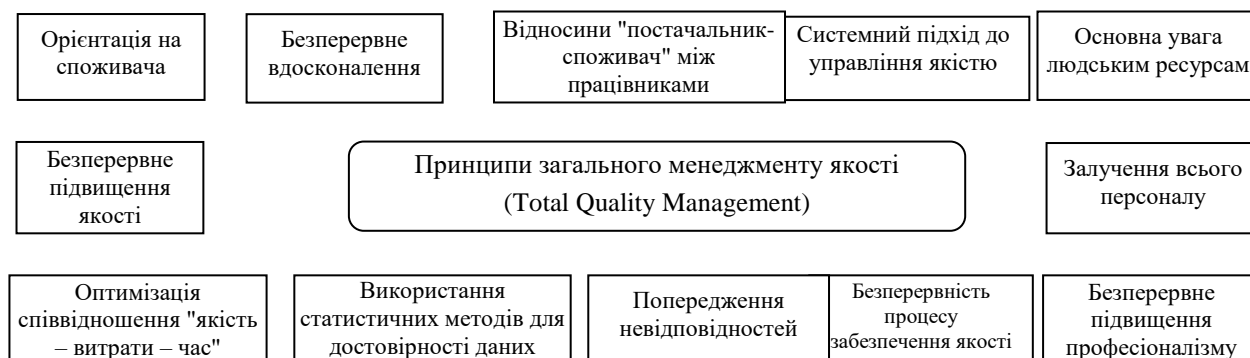 Орієнтація на
споживача
Безперервне
вдосконалення
Відносини "постачальник-
споживач" між
працівниками
Системний підхід до
управління якістю
Основна увага
людським ресурсам
Безперервне
підвищення
якості
Принципи загального менеджменту якості
(Total Quality Management)
Залучення всього
персоналу
Оптимізація
співвідношення "якість
– витрати – час"
Використання
статистичних методів для
достовірності даних
Попередження
невідповідностей
Безперервність
процесу
забезпечення якості
Безперервне
підвищення
професіоналізму